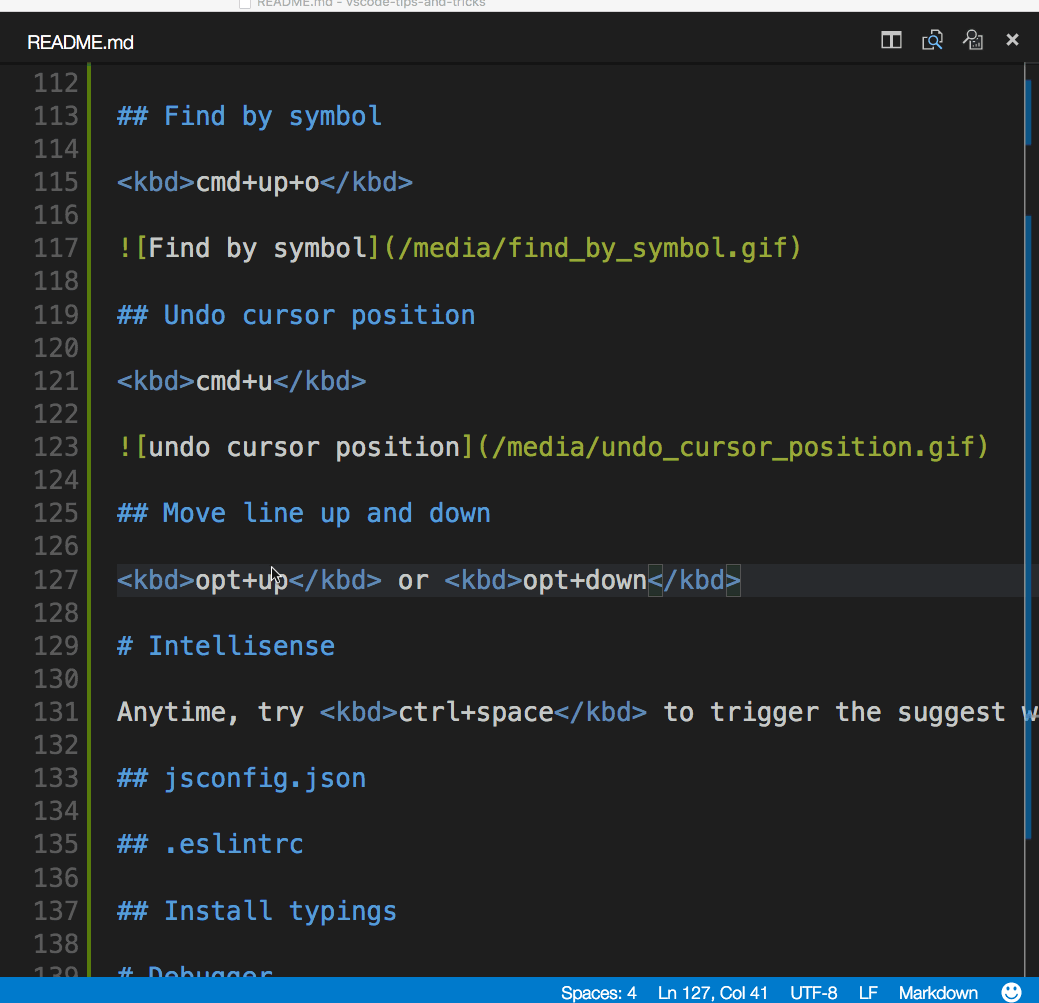 README.md - vscode-tips-and-tricks
README.md
112
113 ## Find by symbol
114
115 <kbd>cmd+up+o</kbd>
116
117 ![Find by symbol](/media/find_by_symbol.gif)
118
119 ## Undo cursor position
120
121 <kbd>cmd+u</kbd>
122
123 ![undo cursor position](/media/undo_cursor_position.gif)
124
125 ## Move line up and down
126
127 <kbd>opt+up</kbd> or <kbd>opt+down</kbd>
128
129 # Intellisense
130
131 Anytime, try <kbd>ctrl+space</kbd> to trigger the suggest
132
133 ## jsconfig.json
134
135 ## .eslintrc
136
137 ## Install typings
138
139 # Debugger
Spaces: 4 Ln 127, Col 41 UTF-8 LF Markdown